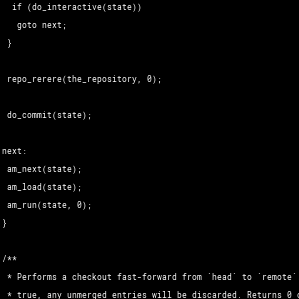 if (do_interactive(state))
goto next;
}
repo_rerere(the_repository, 0);
do_commit(state);
next:
am_next(state);
am_load(state);
am_run(state, 0);
}
/**
* Performs a checkout fast-forward from `head` to `remote`
* true, any unmerged entries will be discarded. Returns 0